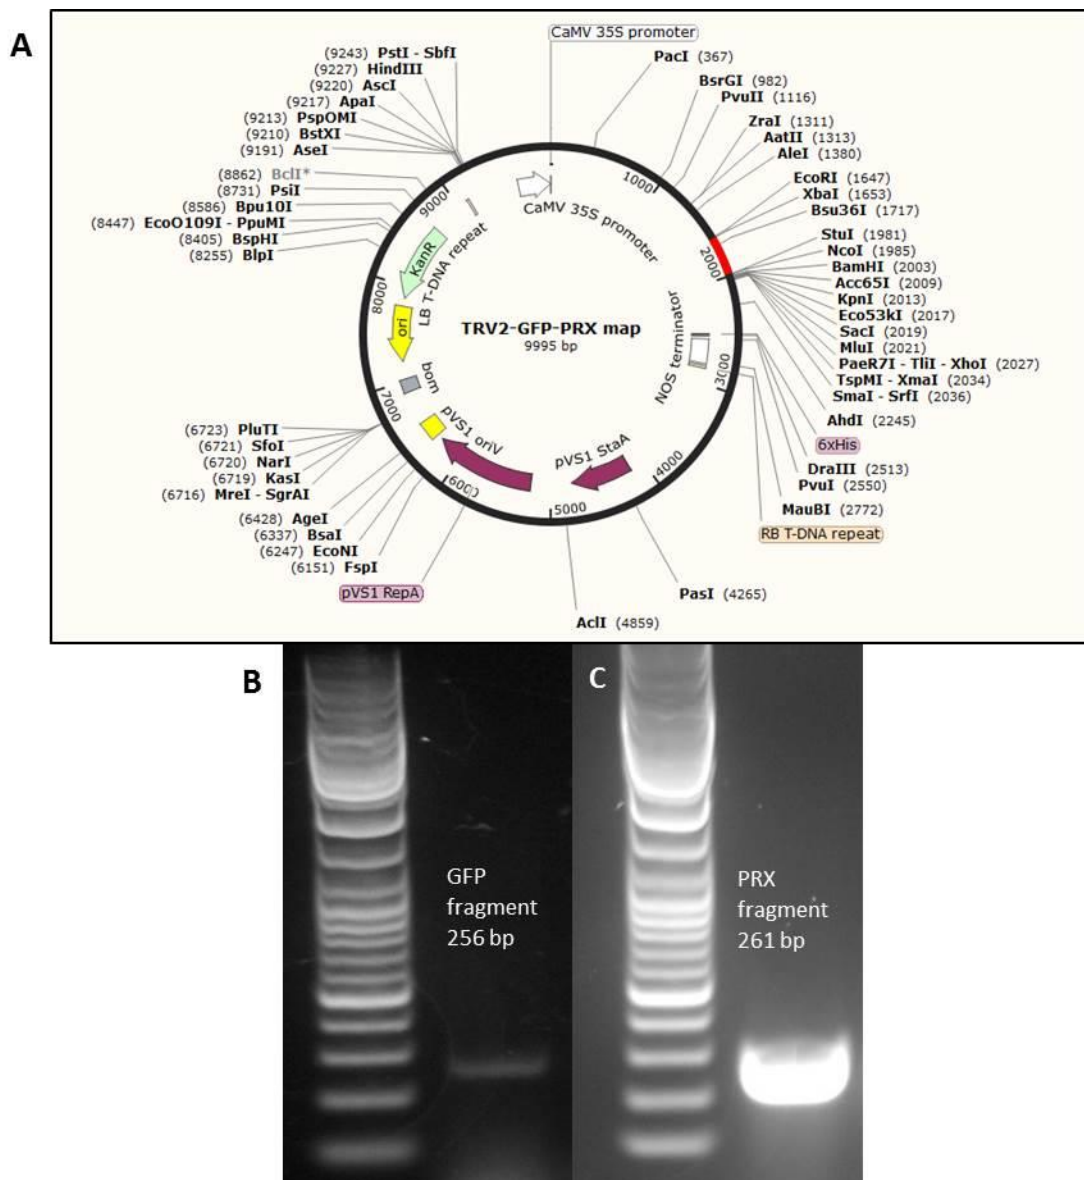 A
CaMV 35S promoter
(9243) PstI - SbfI
(9227) HindIII
(9220) AscI
(9217) ApaI
(9213) PspOMI
(9210) BstXI
(9191) AseI
(8862) BclI*
(8731) PsiI
(8586) Bpu10I
(8447) EcoO109I - PpuMI
(8405) BspHI
(8255) BlpI
PacI (367)
BsrGI (982)
PvuII (1116)
ZraI (1311)
AatII (1313)
AleI (1380)
EcoRI (1647)
XbaI (1653)
Bsu36I (1717)
StuI (1981)
NcoI (1985)
BamHI (2003)
Acc65I (2009)
KpnI (2013)
Eco53kI (2017)
SacI (2019)
MluI (2021)
PaeR7I - TliI - XhoI (2027)
TspMI - XmaI (2034)
SmaI - SrfI (2036)
AhdI (2245)
6xHis
DraIII (2513)
PvuI (2550)
MauBI (2772)
RB T-DNA repeat
PasI (4265)
AclI (4859)
(6723) PluTI
(6721) SfoI
(6720) NarI
(6719) KasI
(6716) MreI - SgrAI
(6428) AgeI
(6337) BsaI
(6247) EcoNI
(6151) FspI
pVS1 RepA
1000
2000
3000
4000
5000
6000
7000
8000
9000
CaMV 35S promoter
LB T-DNA repeat
KanR
ori
bom
pVS1 oriV
pVS1 StaA
NOS terminator
TRV2-GFP-PRX map
9995 bp
B
GFP
fragment
256 bp
C
PRX
fragment
261 bp